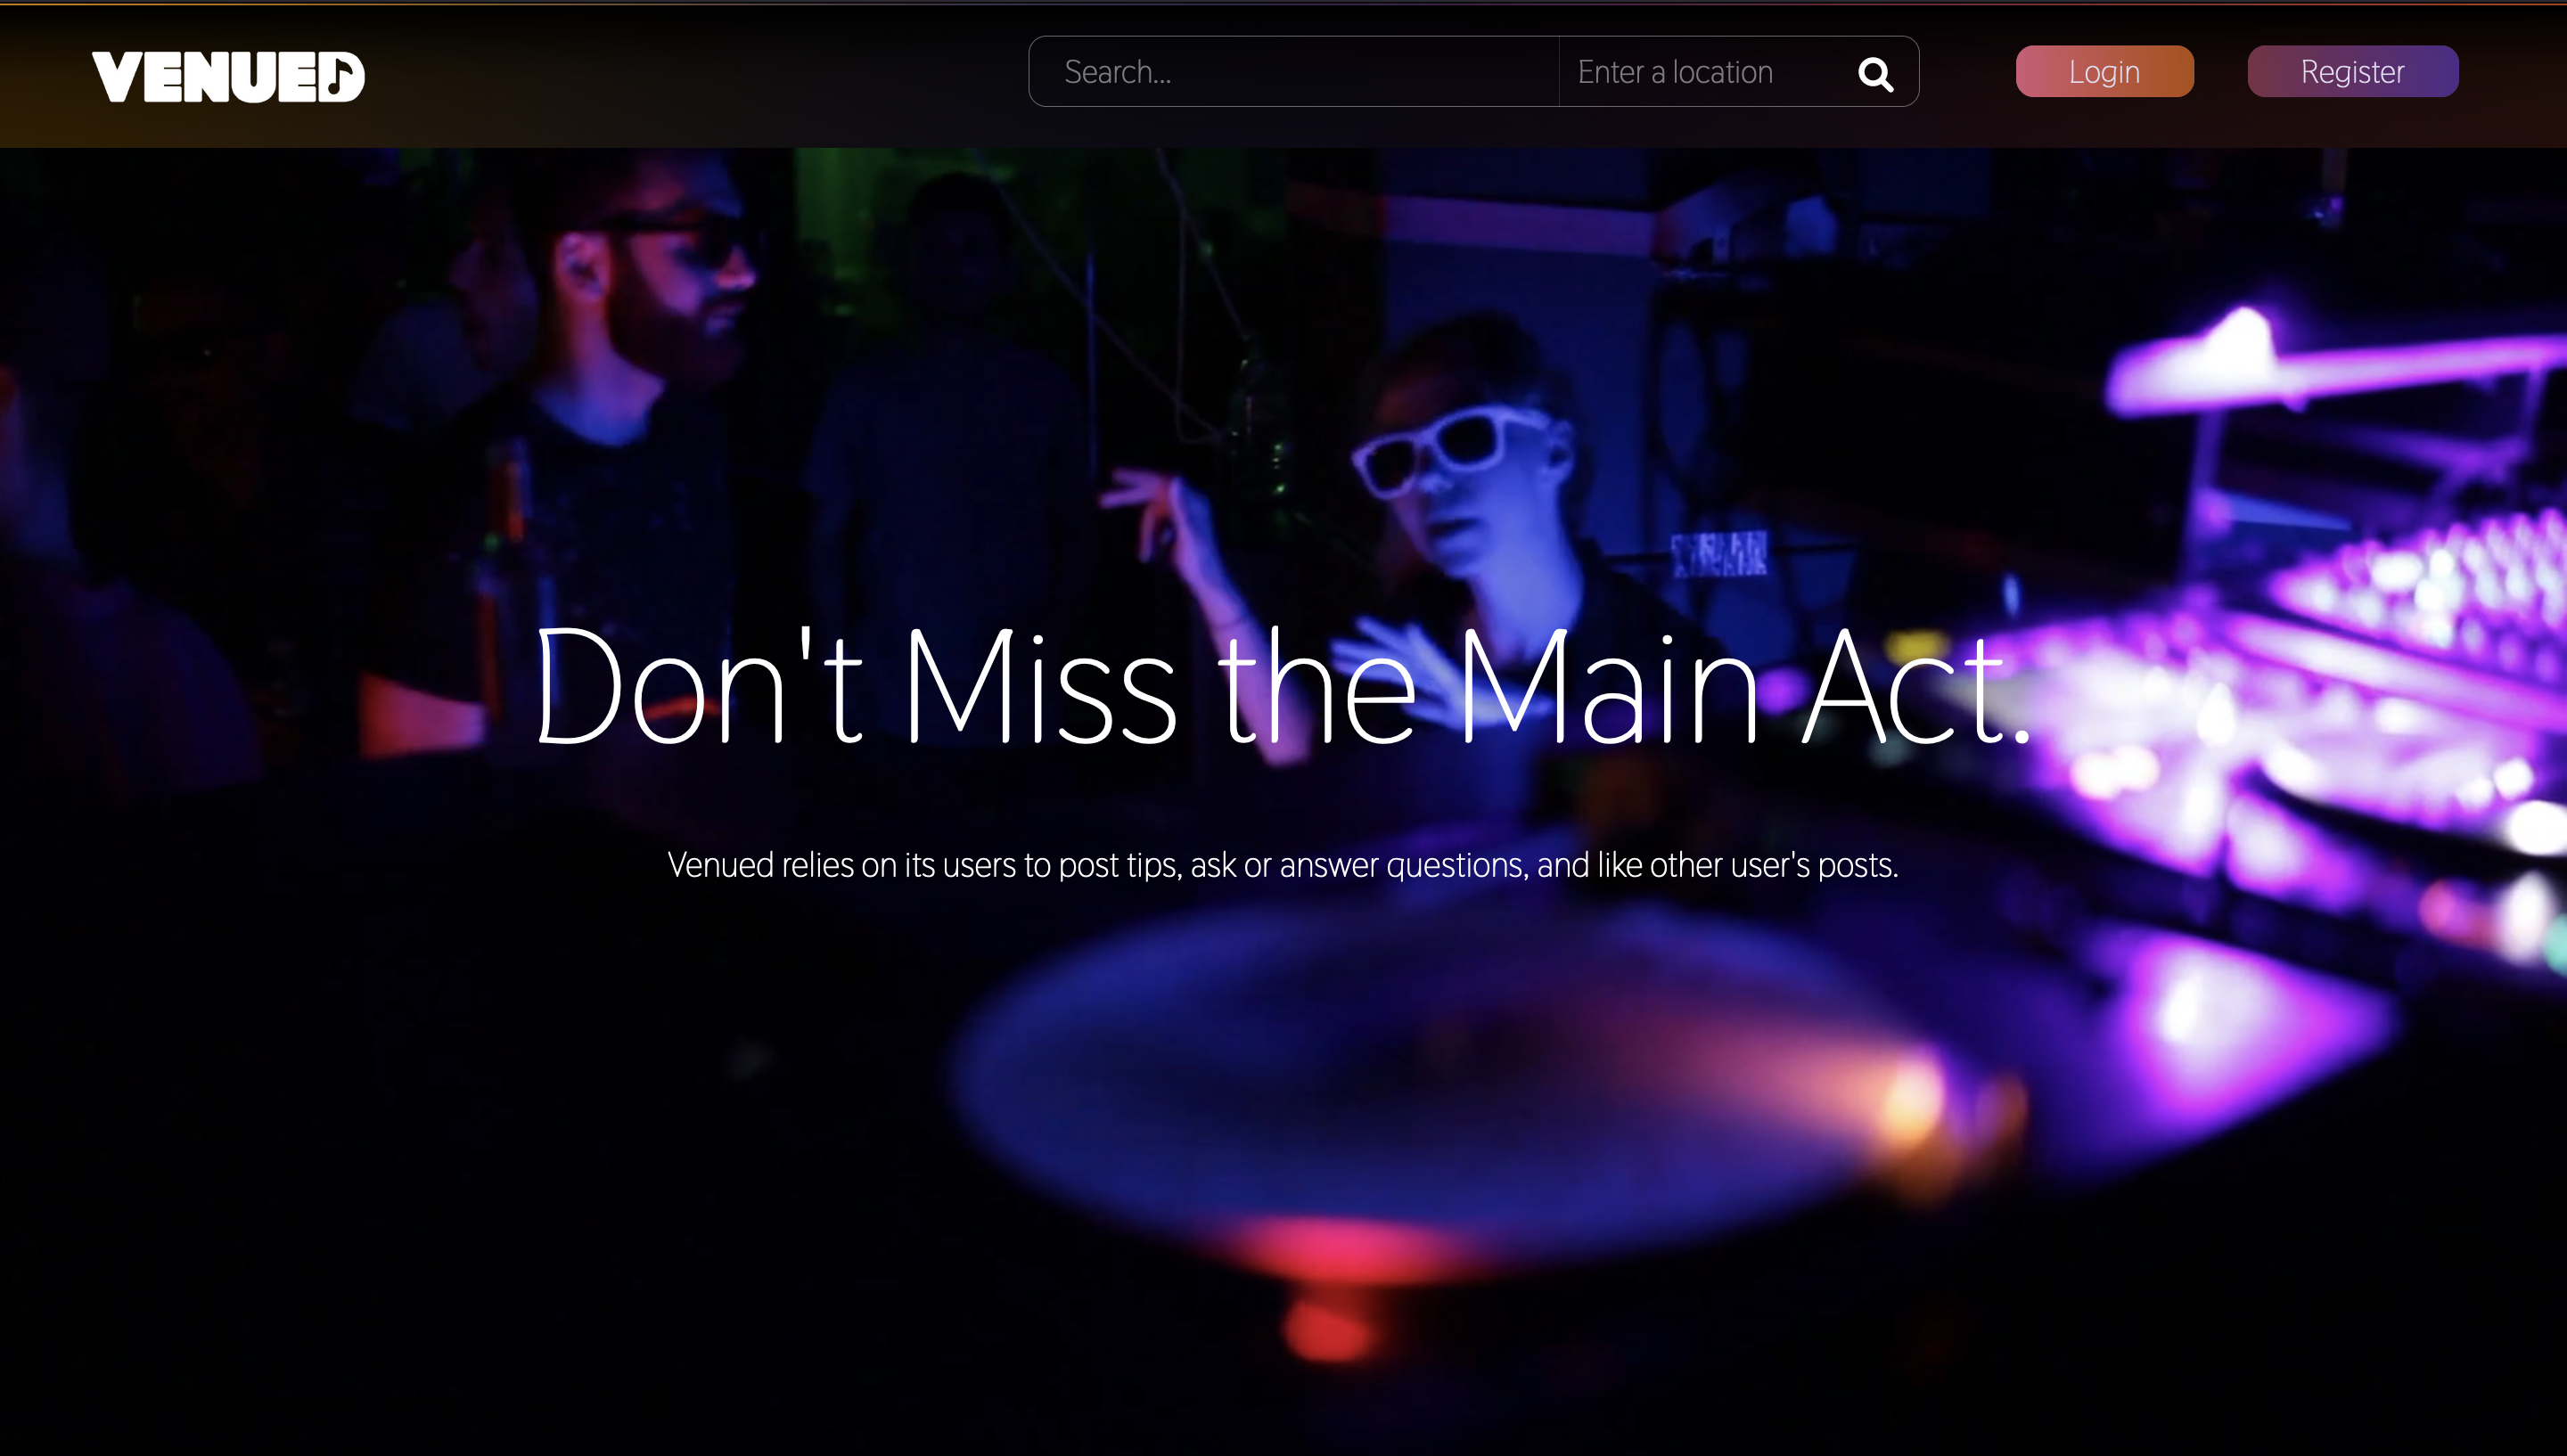 VENUED
Search...
Enter a location
Login
Register
Don't Miss the Main Act.
Venued relies on its users to post tips, ask or answer questions, and like other user's posts.